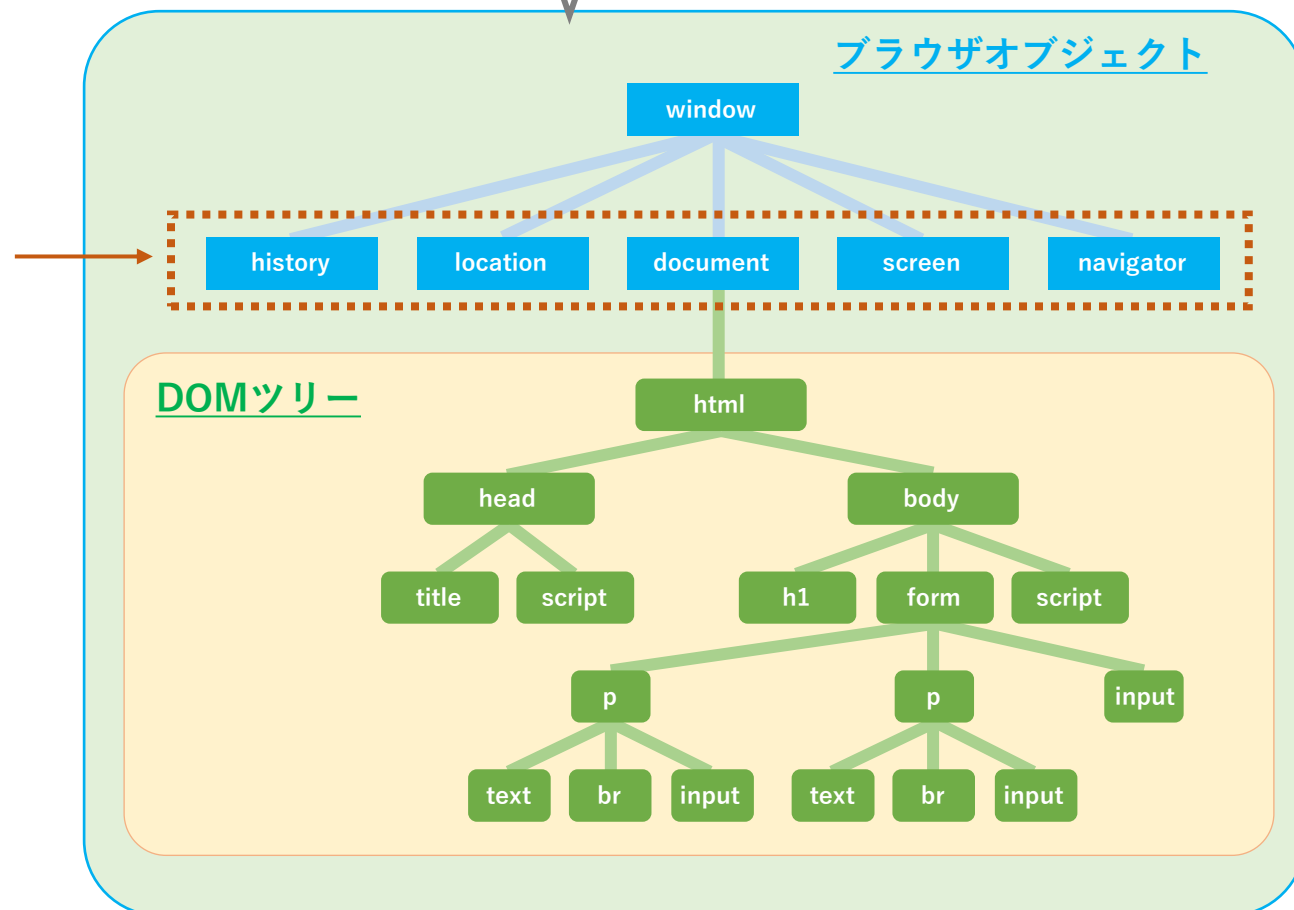 ブラウザオブジェクト
window
history
location
document
screen
navigator
DOMツリー
html
head
body
title
script
h1
form
script
p
p
input
text
br
input
text
br
input